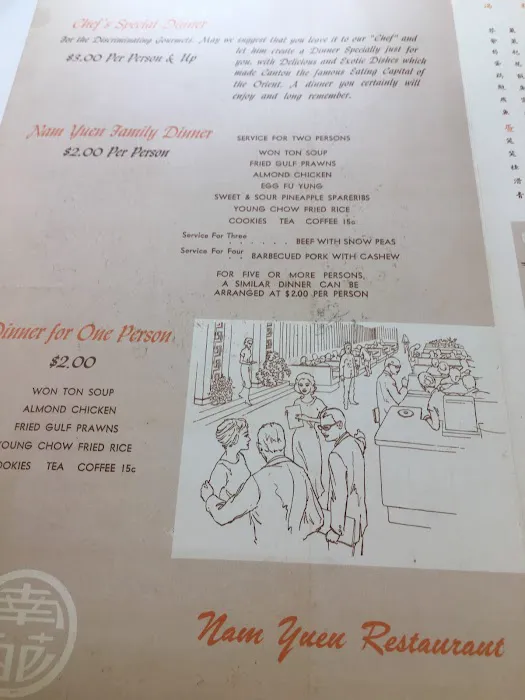 Chef's Special Dinner
For the Discriminating Gourmets. May we suggest that you leave it to our "Chef" and
$3.00 Per Person & Up
let him create a Dinner Specially just for
you, with Delicious and Exotic Dishes which
made Canton the famous Eating Capital of
the Orient. A dinner you certainly will
enjoy and long remember.
Nam Yuen Family Dinner
$2.00 Per Person
SERVICE FOR TWO PERSONS
WON TON SOUP
FRIED GULF PRAWNS
ALMOND CHICKEN
EGG FU YUNG
SWEET & SOUR PINEAPPLE SPARERIBS
YOUNG CHOW FRIED RICE
COOKIES TEA COFFEE 15c
Service For Three . . . . . . BEEF WITH SNOW PEAS
Service For Four . . BARBECUED PORK WITH CASHEW
FOR FIVE OR MORE PERSONS,
A SIMILAR DINNER CAN BE
ARRANGED AT $2.00 PER PERSON
Dinner for One Person
$2.00
WON TON SOUP
ALMOND CHICKEN
FRIED GULF PRAWNS
YOUNG CHOW FRIED RICE
COOKIES TEA COFFEE 15c
Nam Yuen Restaurant